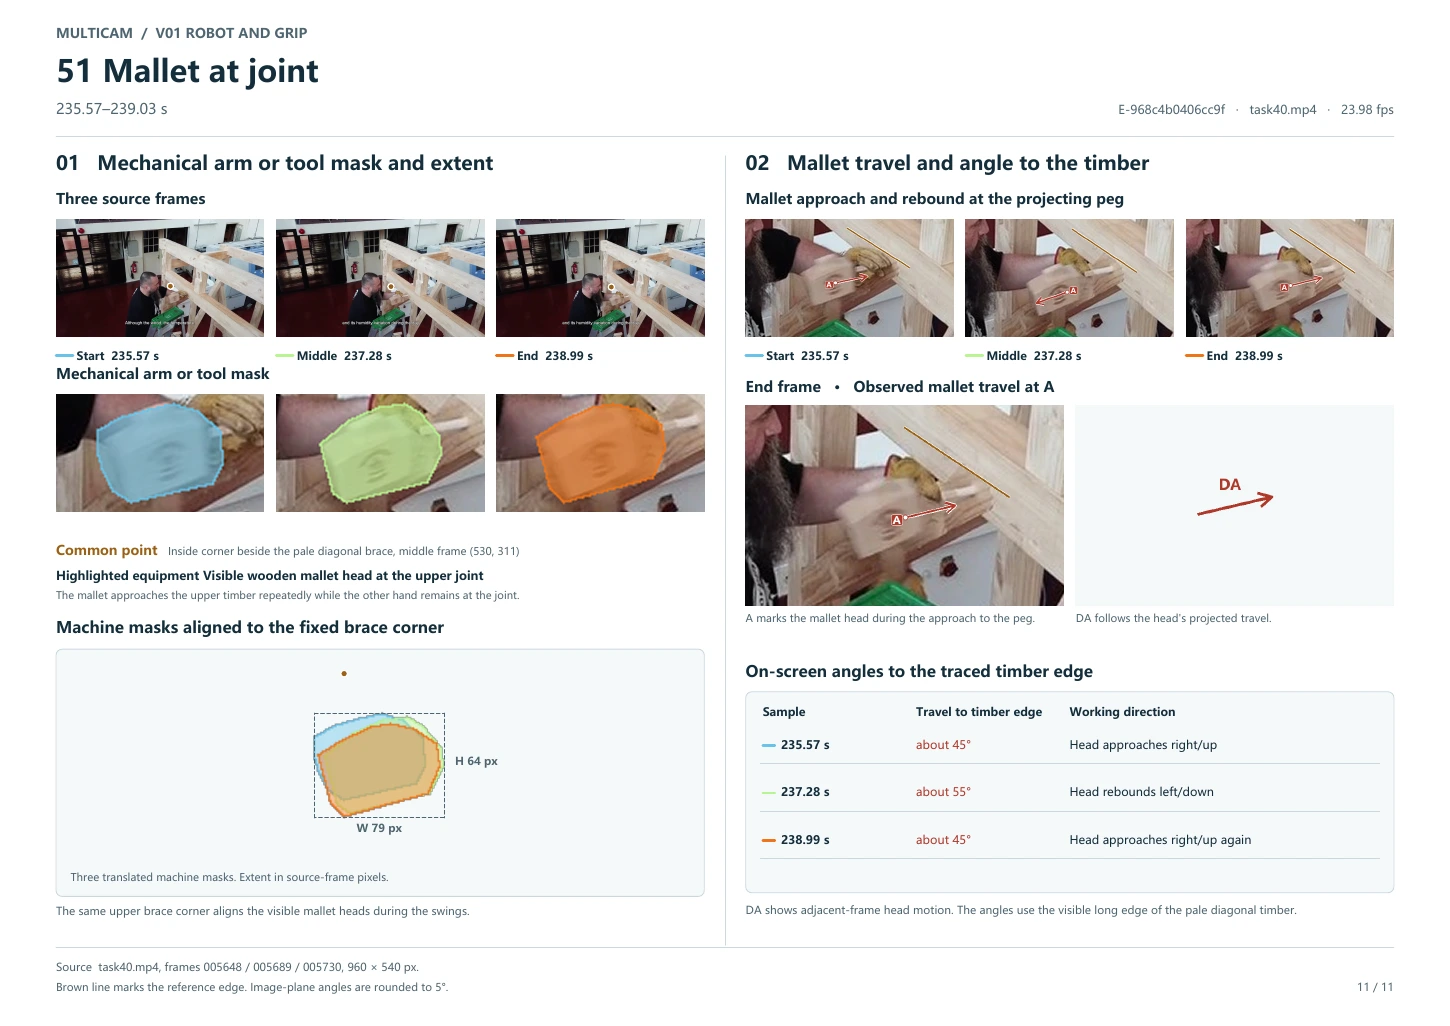 MULTICAM / V01 ROBOT AND GRIP
51 Mallet at joint
235.57–239.03 s
E-968c4b0406cc9f · task40.mp4 · 23.98 fps
01 Mechanical arm or tool mask and extent
Three source frames
Start 235.57 s
Middle 237.28 s
End 238.99 s
Mechanical arm or tool mask
Common point Inside corner beside the pale diagonal brace, middle frame (530, 311)
Highlighted equipment Visible wooden mallet head at the upper joint
The mallet approaches the upper timber repeatedly while the other hand remains at the joint.
Machine masks aligned to the fixed brace corner
H 64 px
W 79 px
Three translated machine masks. Extent in source-frame pixels.
The same upper brace corner aligns the visible mallet heads during the swings.
02 Mallet travel and angle to the timber
Mallet approach and rebound at the projecting peg
A
A
A
Start 235.57 s
Middle 237.28 s
End 238.99 s
End frame • Observed mallet travel at A
A
DA
A marks the mallet head during the approach to the peg.
DA follows the head's projected travel.
On-screen angles to the traced timber edge
Sample Travel to timber edge Working direction
235.57 s about 45° Head approaches right/up
237.28 s about 55° Head rebounds left/down
238.99 s about 45° Head approaches right/up again
DA shows adjacent-frame head motion. The angles use the visible long edge of the pale diagonal timber.
Source task40.mp4, frames 005648 / 005689 / 005730, 960 × 540 px.
Brown line marks the reference edge. Image-plane angles are rounded to 5°.
11 / 11